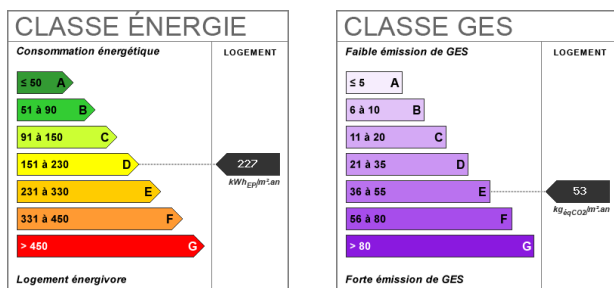 CLASSE ÉNERGIE
Consommation énergétique
LOGEMENT
≤ 50 A
51 à 90 B
91 à 150 C
151 à 230 D
227
kWhEP/m².an
231 à 330 E
331 à 450 F
> 450 G
Logement énergivore
CLASSE GES
Faible émission de GES
LOGEMENT
≤ 5 A
6 à 10 B
11 à 20 C
21 à 35 D
36 à 55 E
53
kgéqCO2/m².an
56 à 80 F
> 80 G
Forte émission de GES